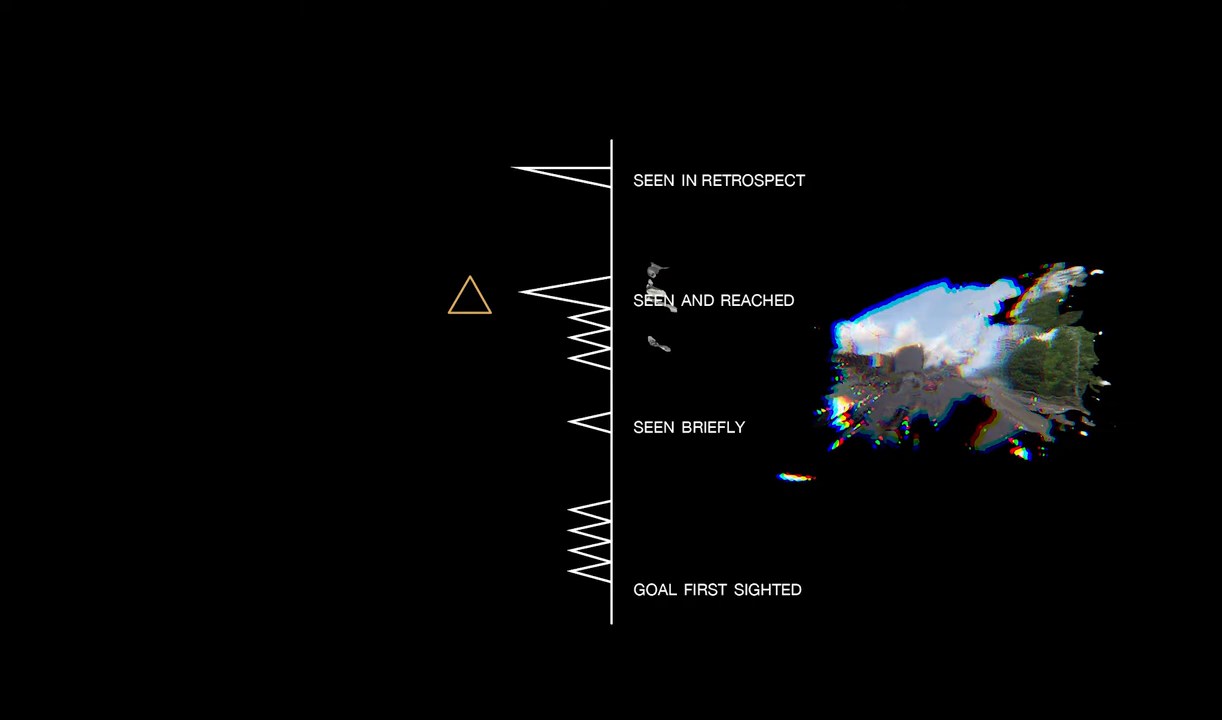 SEEN IN RETROSPECT
SEEN AND REACHED
SEEN BRIEFLY
GOAL FIRST SIGHTED